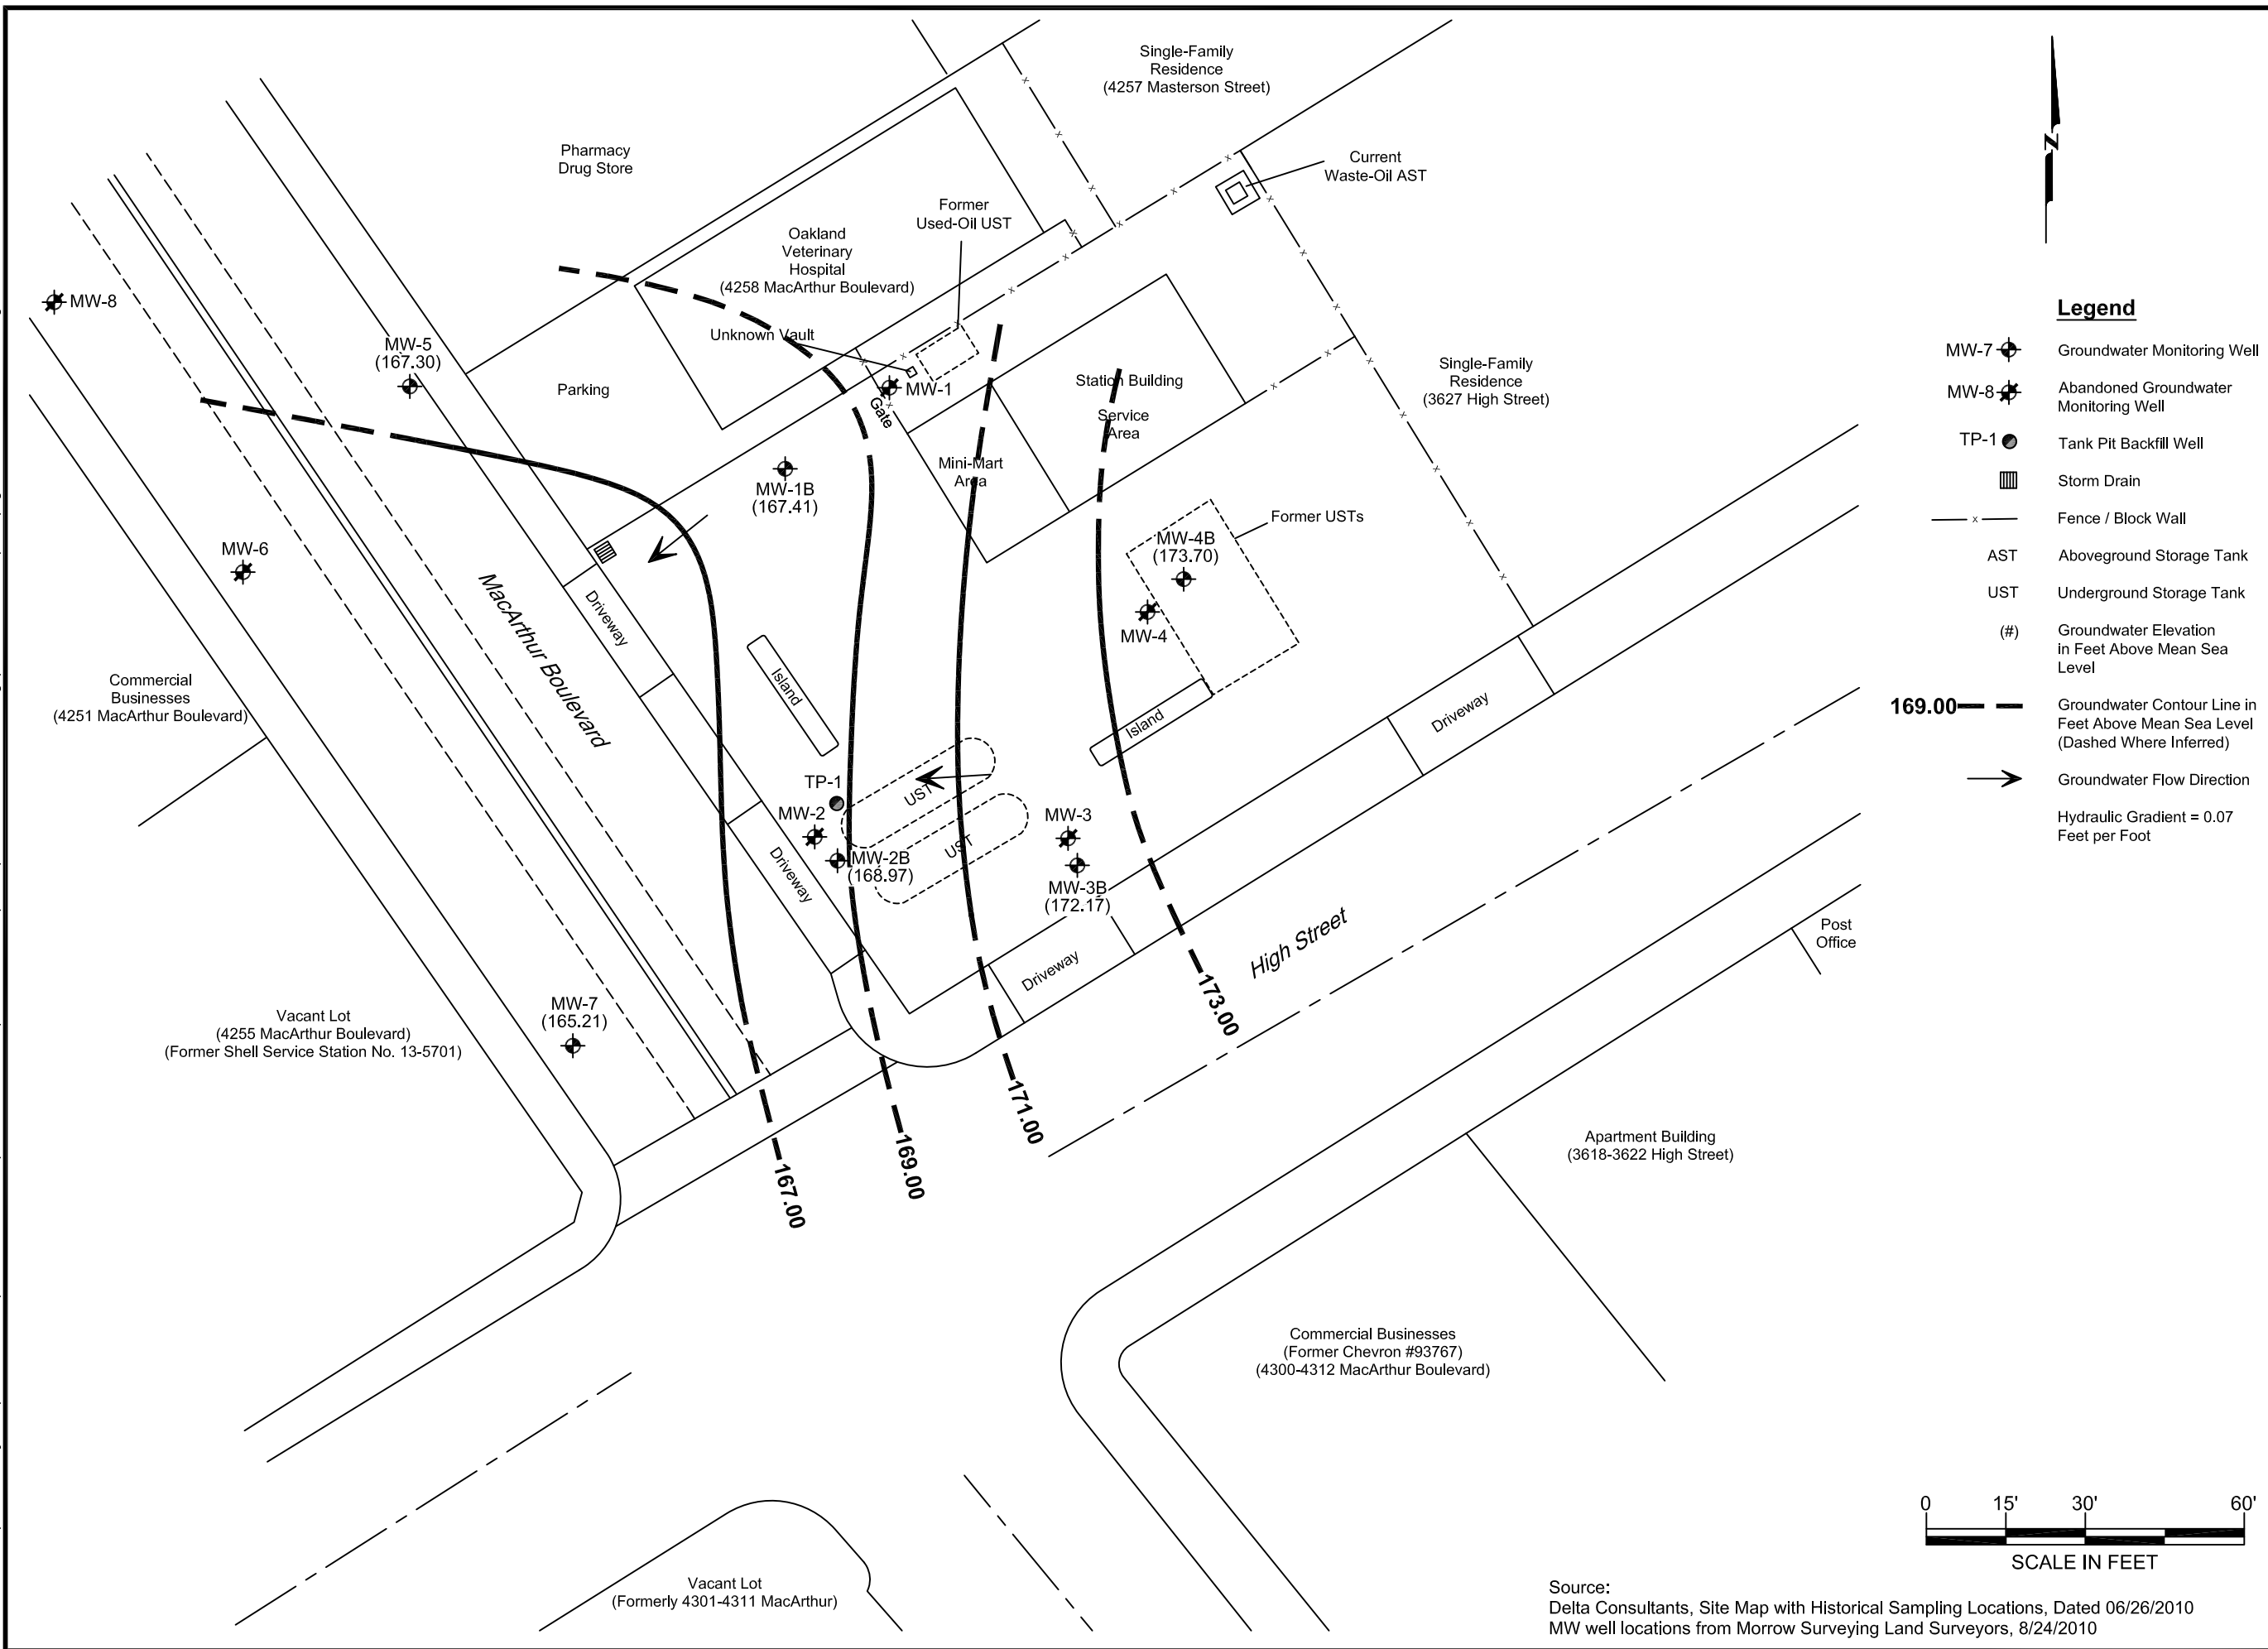 Single-Family
Residence
(4257 Masterson Street)
Pharmacy
Drug Store
Current
Waste-Oil AST
Former
Used-Oil UST
Oakland
Veterinary
Hospital
(4258 MacArthur Boulevard)
Unknown Vault
N
MW-8
MW-5
(167.30)
Parking
MW-1
Gate
Station Building
Service
Area
Mini-Mart
Area
Single-Family
Residence
(3627 High Street)
MW-1B
(167.41)
Former USTs
MW-4B
(173.70)
MW-4
MW-6
MacArthur Boulevard
Driveway
Island
Island
Driveway
Commercial
Businesses
(4251 MacArthur Boulevard)
TP-1
MW-2
MW-2B
(168.97)
UST
UST
MW-3
MW-3B
(172.17)
Driveway
Driveway
High Street
Post
Office
MW-7
(165.21)
Vacant Lot
(4255 MacArthur Boulevard)
(Former Shell Service Station No. 13-5701)
173.00
171.00
169.00
167.00
Apartment Building
(3618-3622 High Street)
Commercial Businesses
(Former Chevron #93767)
(4300-4312 MacArthur Boulevard)
Vacant Lot
(Formerly 4301-4311 MacArthur)
Legend
MW-7 Groundwater Monitoring Well
MW-8 Abandoned Groundwater
Monitoring Well
TP-1 Tank Pit Backfill Well
Storm Drain
x Fence / Block Wall
AST Aboveground Storage Tank
UST Underground Storage Tank
(#) Groundwater Elevation
in Feet Above Mean Sea
Level
169.00 Groundwater Contour Line in
Feet Above Mean Sea Level
(Dashed Where Inferred)
Groundwater Flow Direction
Hydraulic Gradient = 0.07
Feet per Foot
0 15' 30' 60'
SCALE IN FEET
Source:
Delta Consultants, Site Map with Historical Sampling Locations, Dated 06/26/2010
MW well locations from Morrow Surveying Land Surveyors, 8/24/2010